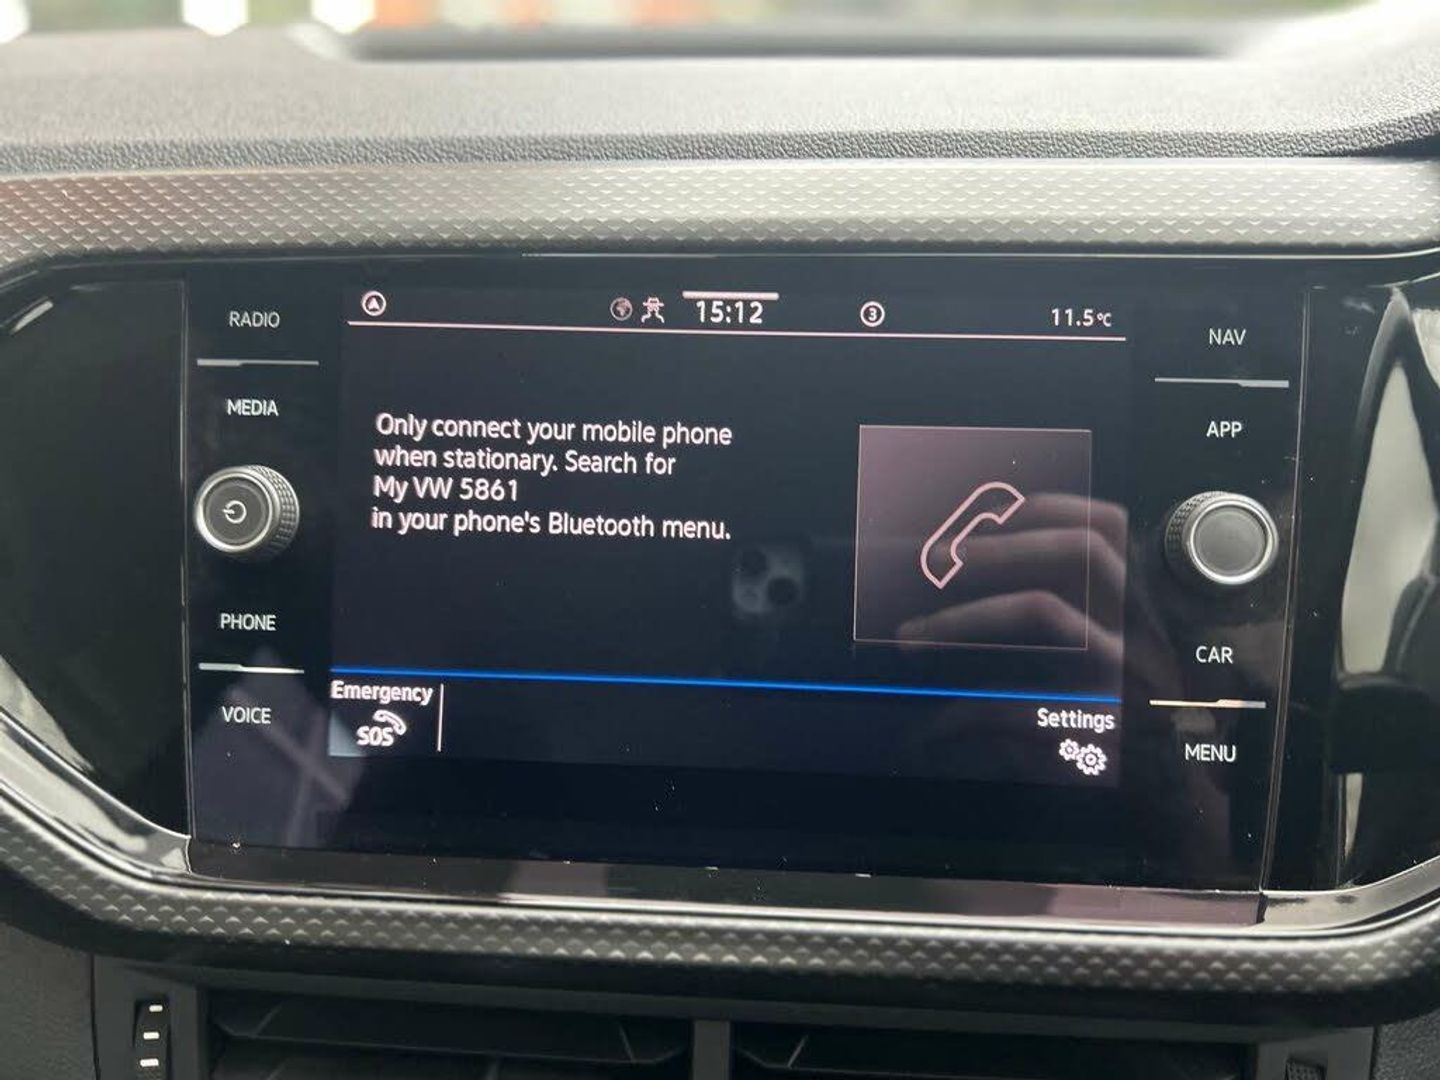 RADIO
MEDIA
PHONE
VOICE
15:12
3
11.5°C
Only connect your mobile phone
when stationary. Search for
My VW 5861
in your phone's Bluetooth menu.
Emergency
SOS
Settings
NAV
APP
CAR
MENU